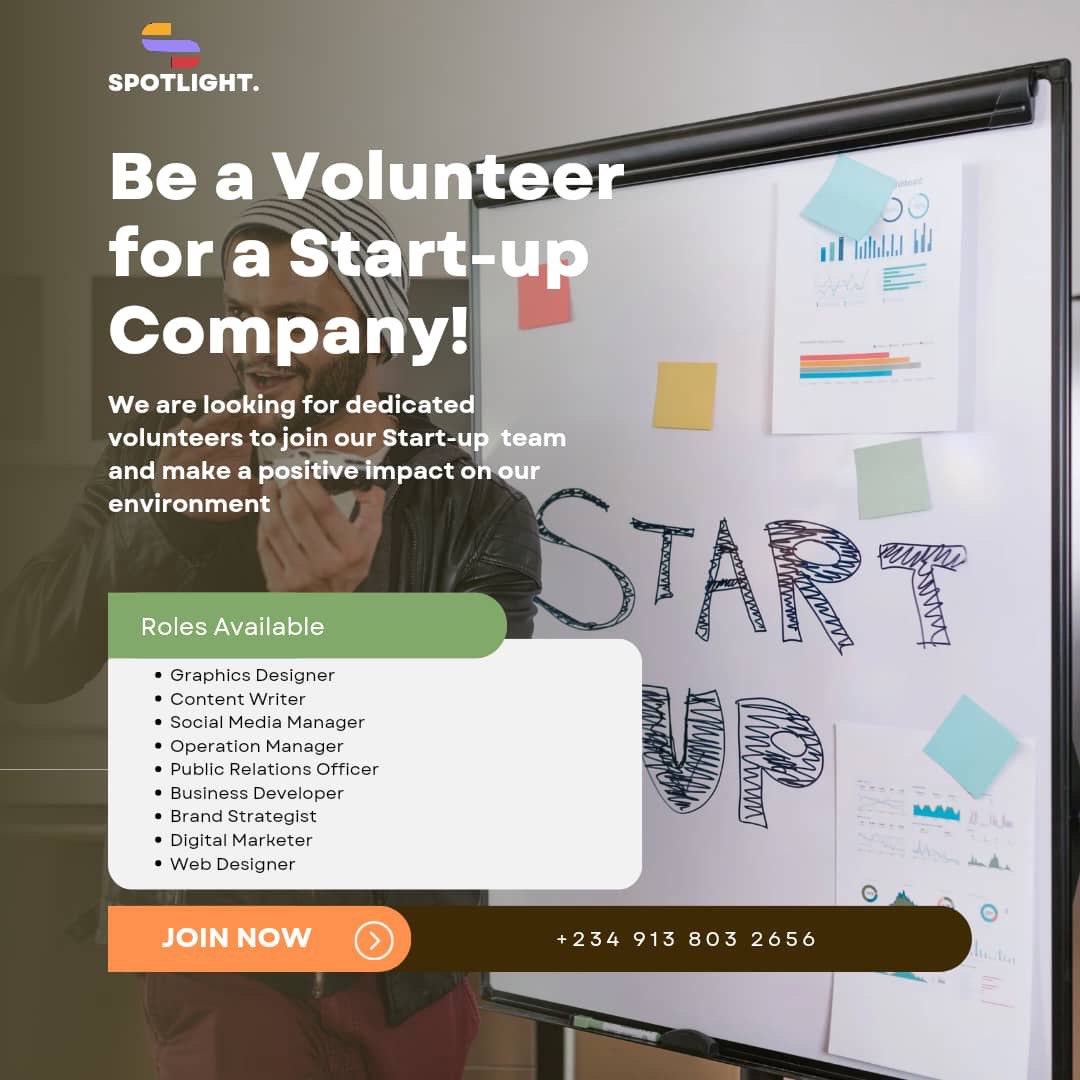 SPOTLIGHT.
Be a Volunteer
for a Start-up
Company!
We are looking for dedicated
volunteers to join our Start-up  team
and make a positive impact on our
environment
START
UP
Roles Available
• Graphics Designer
• Content Writer
• Social Media Manager
• Operation Manager
• Public Relations Officer
• Business Developer
• Brand Strategist
• Digital Marketer
• Web Designer
JOIN NOW
+234 913 803 2656